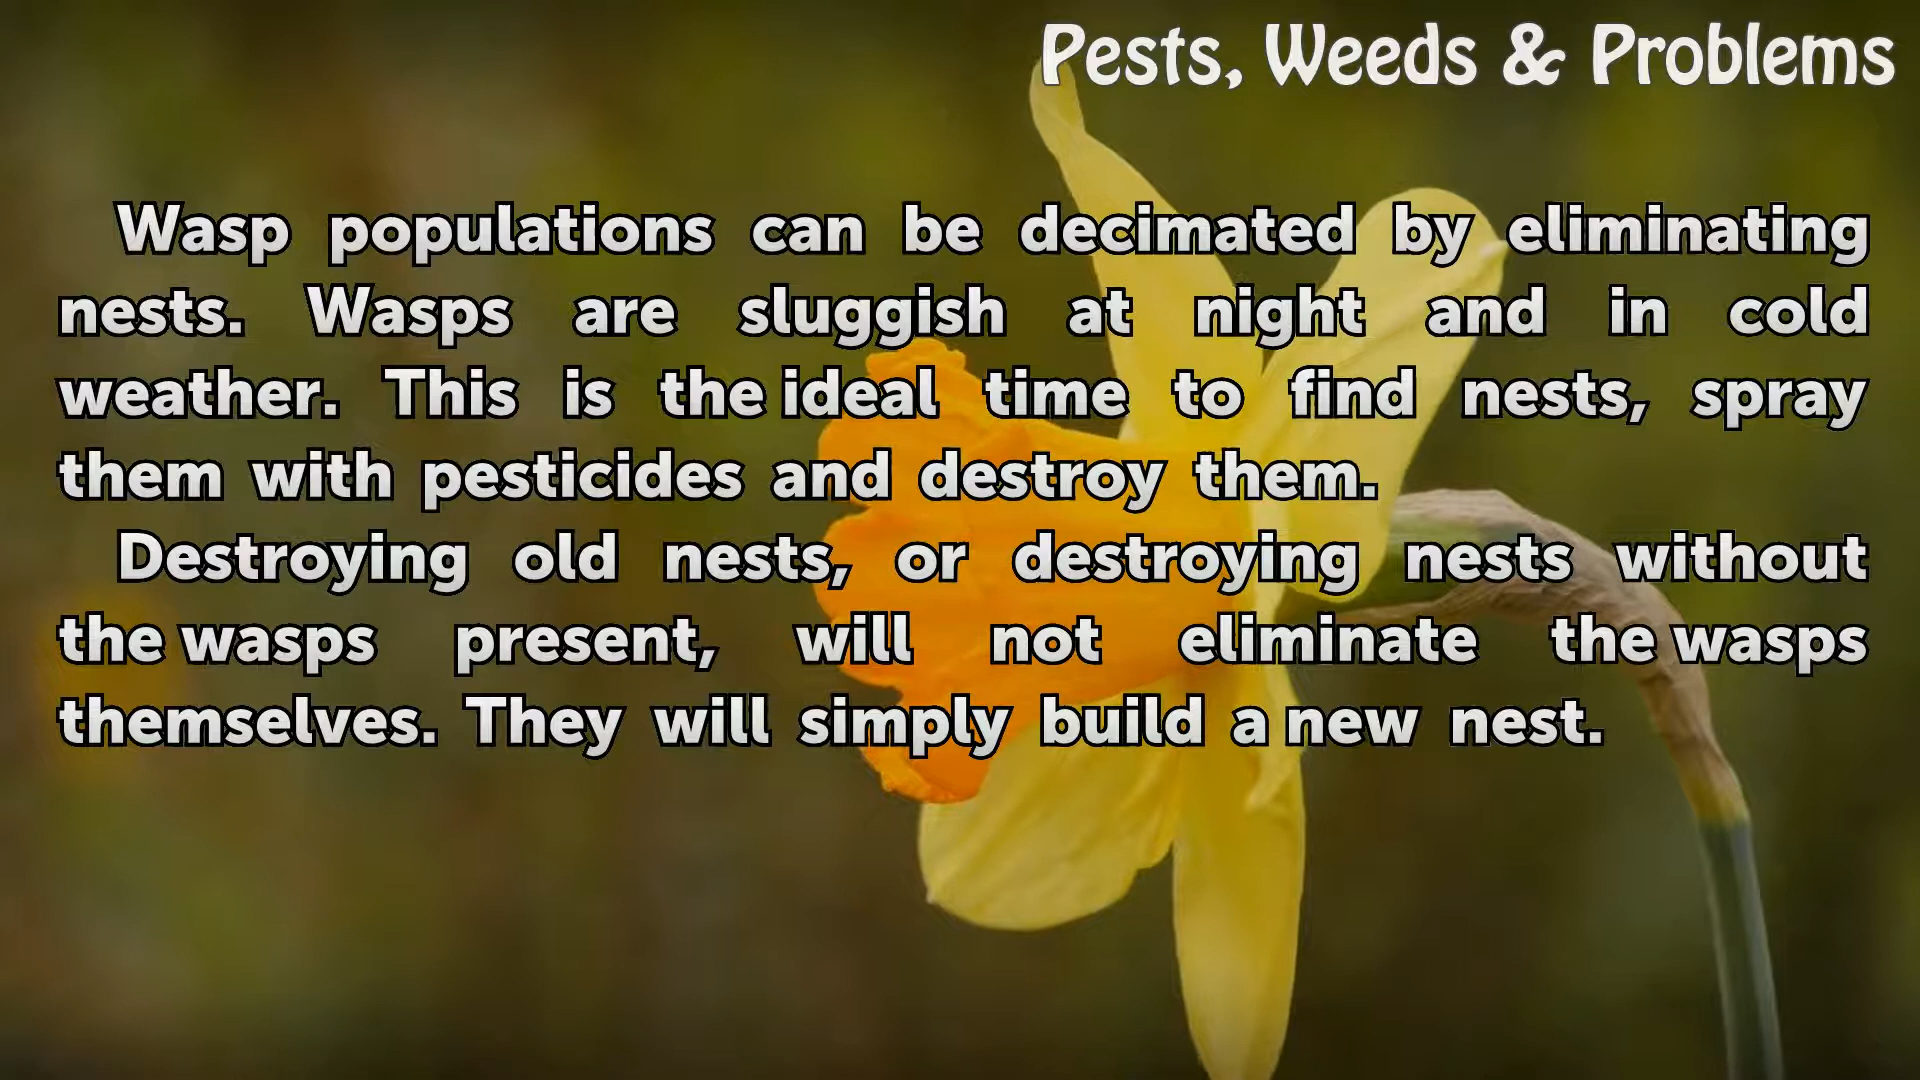 Pests, Weeds & Problems
Wasp populations can be decimated by eliminating
nests. Wasps are sluggish at night and in cold
weather. This is the ideal time to find nests, spray
them with pesticides and destroy them.
Destroying old nests, or destroying nests without
the wasps present, will not eliminate the wasps
themselves. They will simply build a new nest.